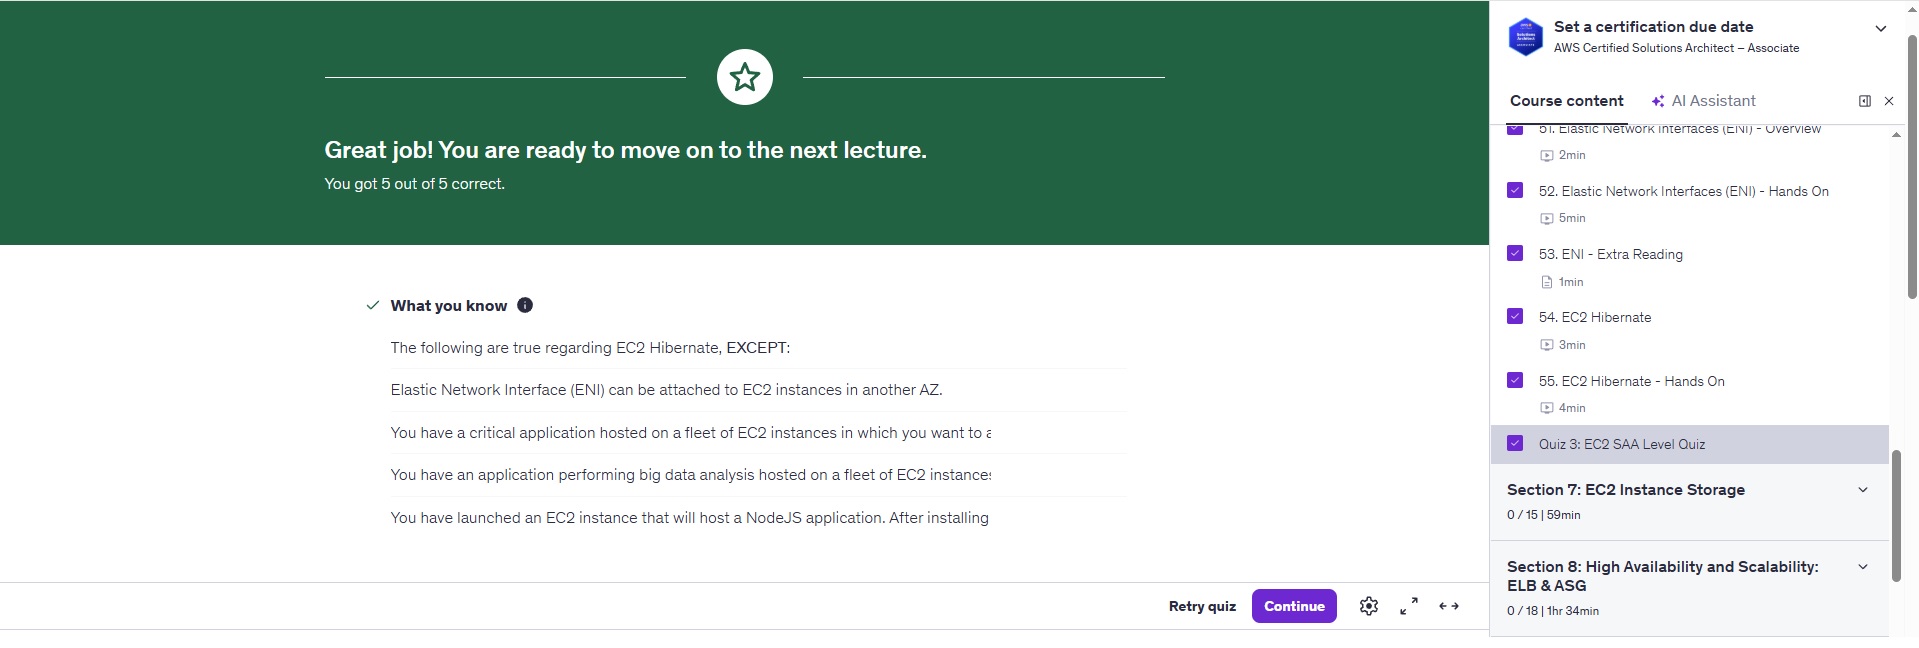 Great job! You are ready to move on to the next lecture.
You got 5 out of 5 correct.
What you know
The following are true regarding EC2 Hibernate, EXCEPT:
Elastic Network Interface (ENI) can be attached to EC2 instances in another AZ.
You have a critical application hosted on a fleet of EC2 instances in which you want to a
You have an application performing big data analysis hosted on a fleet of EC2 instances
You have launched an EC2 instance that will host a NodeJS application. After installing
Retry quiz
Continue
Set a certification due date
AWS Certified Solutions Architect – Associate
Course content
AI Assistant
51. Elastic Network Interfaces (ENI) - Overview
2min
52. Elastic Network Interfaces (ENI) - Hands On
5min
53. ENI - Extra Reading
1min
54. EC2 Hibernate
3min
55. EC2 Hibernate - Hands On
4min
Quiz 3: EC2 SAA Level Quiz
Section 7: EC2 Instance Storage
0 / 15 | 59min
Section 8: High Availability and Scalability:
ELB & ASG
0 / 18 | 1hr 34min